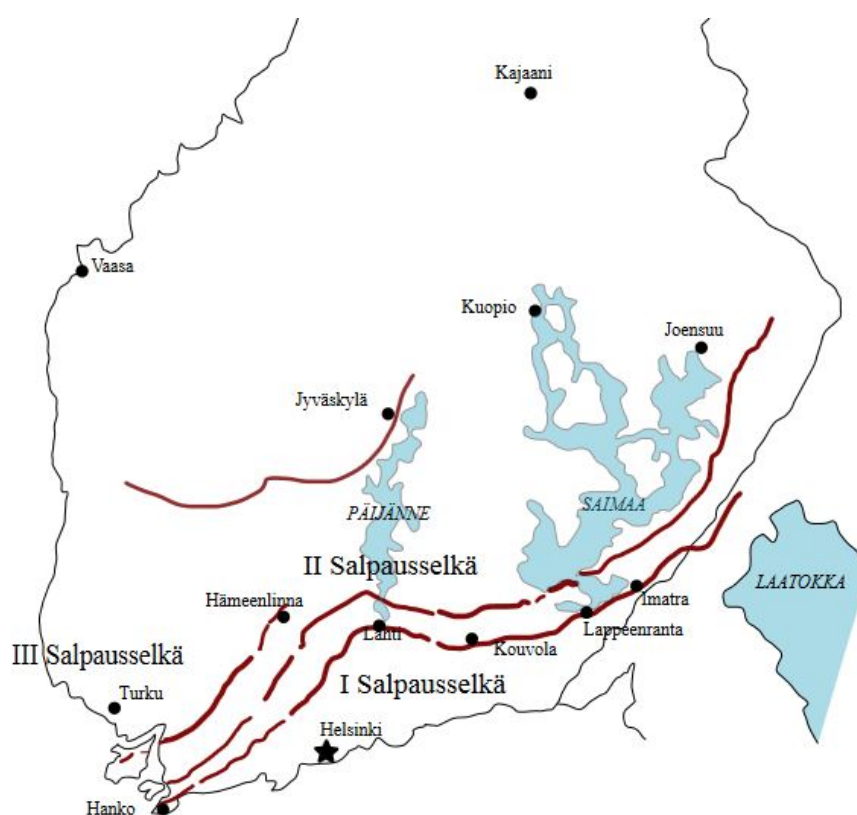 Kajaani
Vaasa
Kuopio
Joensuu
Jyväskylä
SAIMAA
PÄIJÄNNE
II Salpausselkä
LAATOKKA
Hämeenlinna
Imatra
Lahti
Lappeenranta
Kouvola
III Salpausselkä
I Salpausselkä
Turku
Helsinki
Hanko